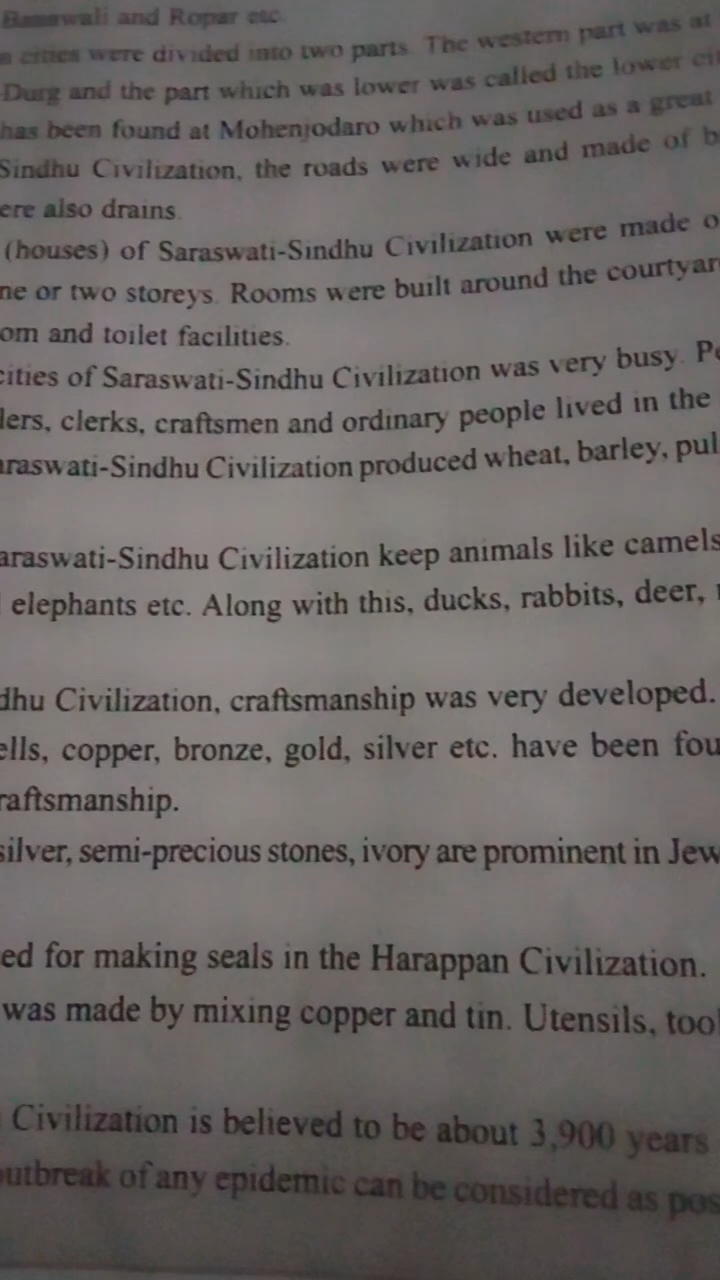 Banawali and Ropar etc.
cities were divided into two parts. The western part was at
Durg and the part which was lower was called the lower
has been found at Mohenjodaro which was used as a great
Sindhu Civilization, the roads were wide and made of b
ere also drains.
(houses) of Saraswati-Sindhu Civilization were made o
ne or two storeys. Rooms were built around the courtyar
om and toilet facilities.
cities of Saraswati-Sindhu Civilization was very busy. Pe
lers, clerks, craftsmen and ordinary people lived in the
araswati-Sindhu Civilization produced wheat, barley, pul
araswati-Sindhu Civilization keep animals like camels
elephants etc. Along with this, ducks, rabbits, deer,
dhu Civilization, craftsmanship was very developed.
ells, copper, bronze, gold, silver etc. have been fou
raftsmanship.
silver, semi-precious stones, ivory are prominent in Jew
ed for making seals in the Harappan Civilization.
was made by mixing copper and tin. Utensils, tool
Civilization is believed to be about 3,900 years
outbreak of any epidemic can be considered as pos